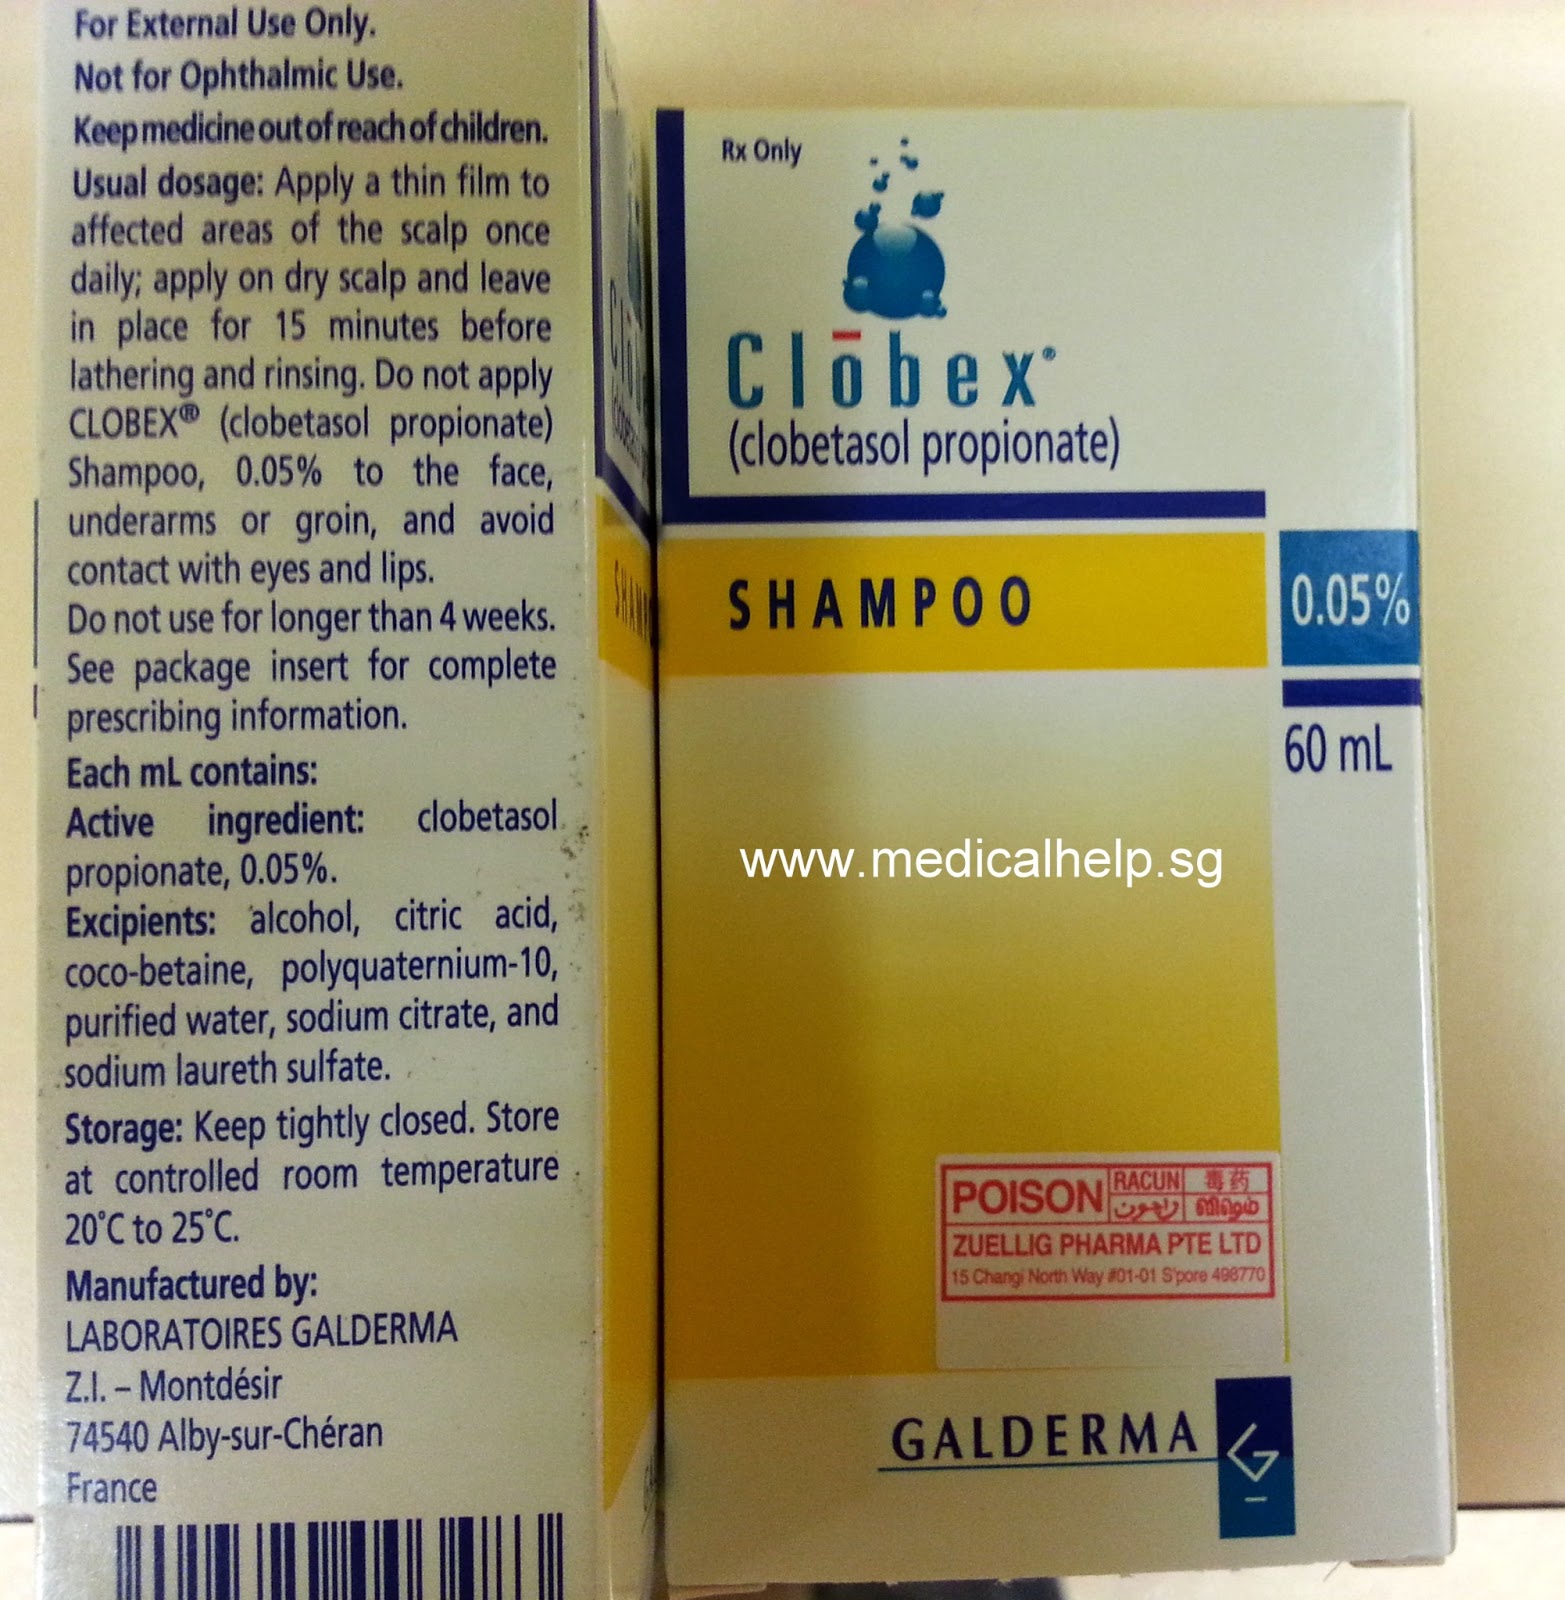 For External Use Only.
Not for Ophthalmic Use.
Keep medicine out of reach of children.
Usual dosage: Apply a thin film to
affected areas of the scalp once
daily; apply on dry scalp and leave
in place for 15 minutes before
lathering and rinsing. Do not apply
CLOBEX® (clobetasol propionate)
Shampoo, 0.05% to the face,
underarms or groin, and avoid
contact with eyes and lips.
Do not use for longer than 4 weeks.
See package insert for complete
prescribing information.
Each mL contains:
Active ingredient: clobetasol
propionate, 0.05%.
Excipients: alcohol, citric acid,
coco-betaine, polyquaternium-10,
purified water, sodium citrate, and
sodium laureth sulfate.
Storage: Keep tightly closed. Store
at controlled room temperature
20°C to 25°C.
Manufactured by:
LABORATOIRES GALDERMA
Z.I. – Montdésir
74540 Alby-sur-Chéran
France
Rx Only
Clōbex®
(clobetasol propionate)
SHAMPOO
0.05%
60 mL
www.medicalhelp.sg
POISON RACUN 毒药
راچون விஷம்
ZUELLIG PHARMA PTE LTD
15 Changi North Way #01-01 S'pore 498770
GALDERMA